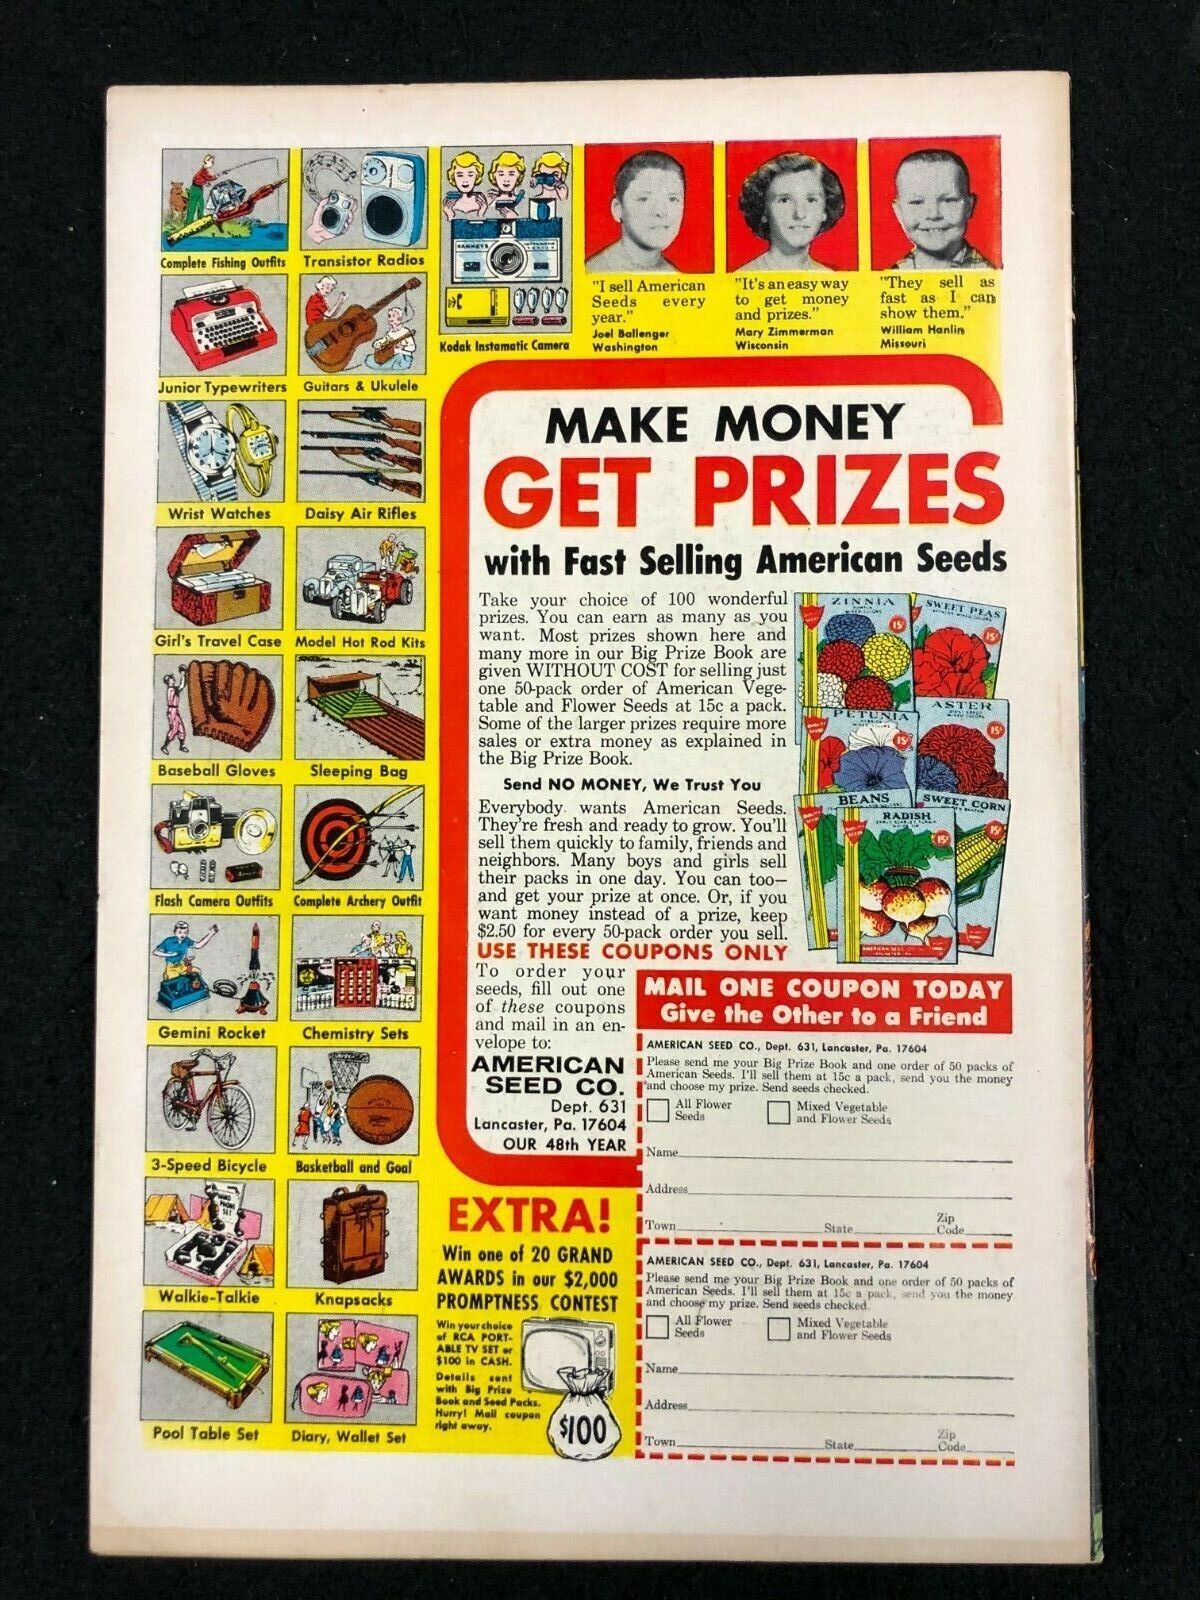 Complete Fishing Outfits
Transistor Radios
HAWKEYE
Kodak Instamatic Camera
Junior Typewriters
Guitars & Ukulele
Wrist Watches
Daisy Air Rifles
Girl's Travel Case
Model Hot Rod Kits
Baseball Gloves
Sleeping Bag
Flash Camera Outfits
Complete Archery Outfit
Gemini Rocket
Chemistry Sets
3-Speed Bicycle
Basketball and Goal
Walkie-Talkie
Knapsacks
Pool Table Set
Diary, Wallet Set
"I sell American
Seeds every
year."
Joel Ballenger
Washington
"It's an easy way
to get money
and prizes."
Mary Zimmerman
Wisconsin
"They sell as
fast as I can
show them."
William Hanlin
Missouri
MAKE MONEY
GET PRIZES
with Fast Selling American Seeds
Take your choice of 100 wonderful
prizes. You can earn as many as you
want. Most prizes shown here and
many more in our Big Prize Book are
given WITHOUT COST for selling just
one 50-pack order of American Vege-
table and Flower Seeds at 15c a pack.
Some of the larger prizes require more
sales or extra money as explained in
the Big Prize Book.
Send NO MONEY, We Trust You
Everybody wants American Seeds.
They're fresh and ready to grow. You'll
sell them quickly to family, friends and
neighbors. Many boys and girls sell
their packs in one day. You can too—
and get your prize at once. Or, if you
want money instead of a prize, keep
$2.50 for every 50-pack order you sell.
USE THESE COUPONS ONLY
To order your
seeds, fill out one
of these coupons
and mail in an en-
velope to:
AMERICAN
SEED CO.
Dept. 631
Lancaster, Pa. 17604
OUR 48th YEAR
ZINNIA
MIXED COLORS
15¢
SWEET PEAS
MIXED COLORS
15¢
PETUNIA
MIXED COLORS
15¢
ASTER
MIXED COLORS
15¢
BEANS
SWEET CORN
15¢
RADISH
15¢
AMERICAN SEED CO.
MAIL ONE COUPON TODAY
Give the Other to a Friend
AMERICAN SEED CO., Dept. 631, Lancaster, Pa. 17604
Please send me your Big Prize Book and one order of 50 packs of
American Seeds. I'll sell them at 15c a pack, send you the money
and choose my prize. Send seeds checked.
All Flower
Seeds
Mixed Vegetable
and Flower Seeds
Name
Address
Town State Zip
Code
AMERICAN SEED CO., Dept. 631, Lancaster, Pa. 17604
Please send me your Big Prize Book and one order of 50 packs of
American Seeds. I'll sell them at 15c a pack, send you the money
and choose my prize. Send seeds checked.
All Flower
Seeds
Mixed Vegetable
and Flower Seeds
Name
Address
Town State Zip
Code
EXTRA!
Win one of 20 GRAND
AWARDS in our $2,000
PROMPTNESS CONTEST
Win your choice
of RCA PORT-
ABLE TV SET or
$100 in CASH.
Details sent
with Big Prize
Book and Seed Packs.
Hurry! Mail coupon
right away.
$100